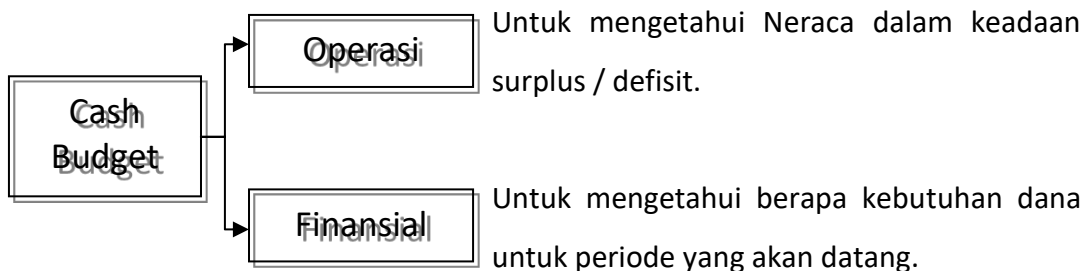 Cash
Budget
Operasi
Untuk mengetahui Neraca dalam keadaan
surplus / defisit.
Finansial
Untuk mengetahui berapa kebutuhan dana
untuk periode yang akan datang.